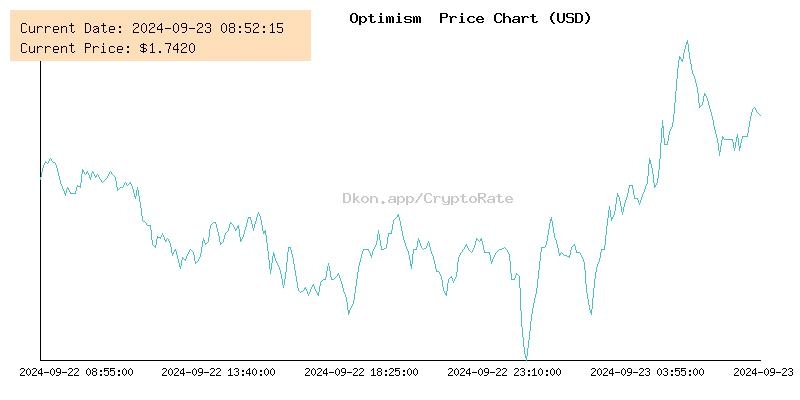 Optimism  Price Chart (USD)
Current Date: 2024-09-23 08:52:15
Current Price: $1.7420
Dkon.app/CryptoRate
2024-09-22 08:55:00 2024-09-22 13:40:00 2024-09-22 18:25:00 2024-09-22 23:10:00 2024-09-23 03:55:00 2024-09-23